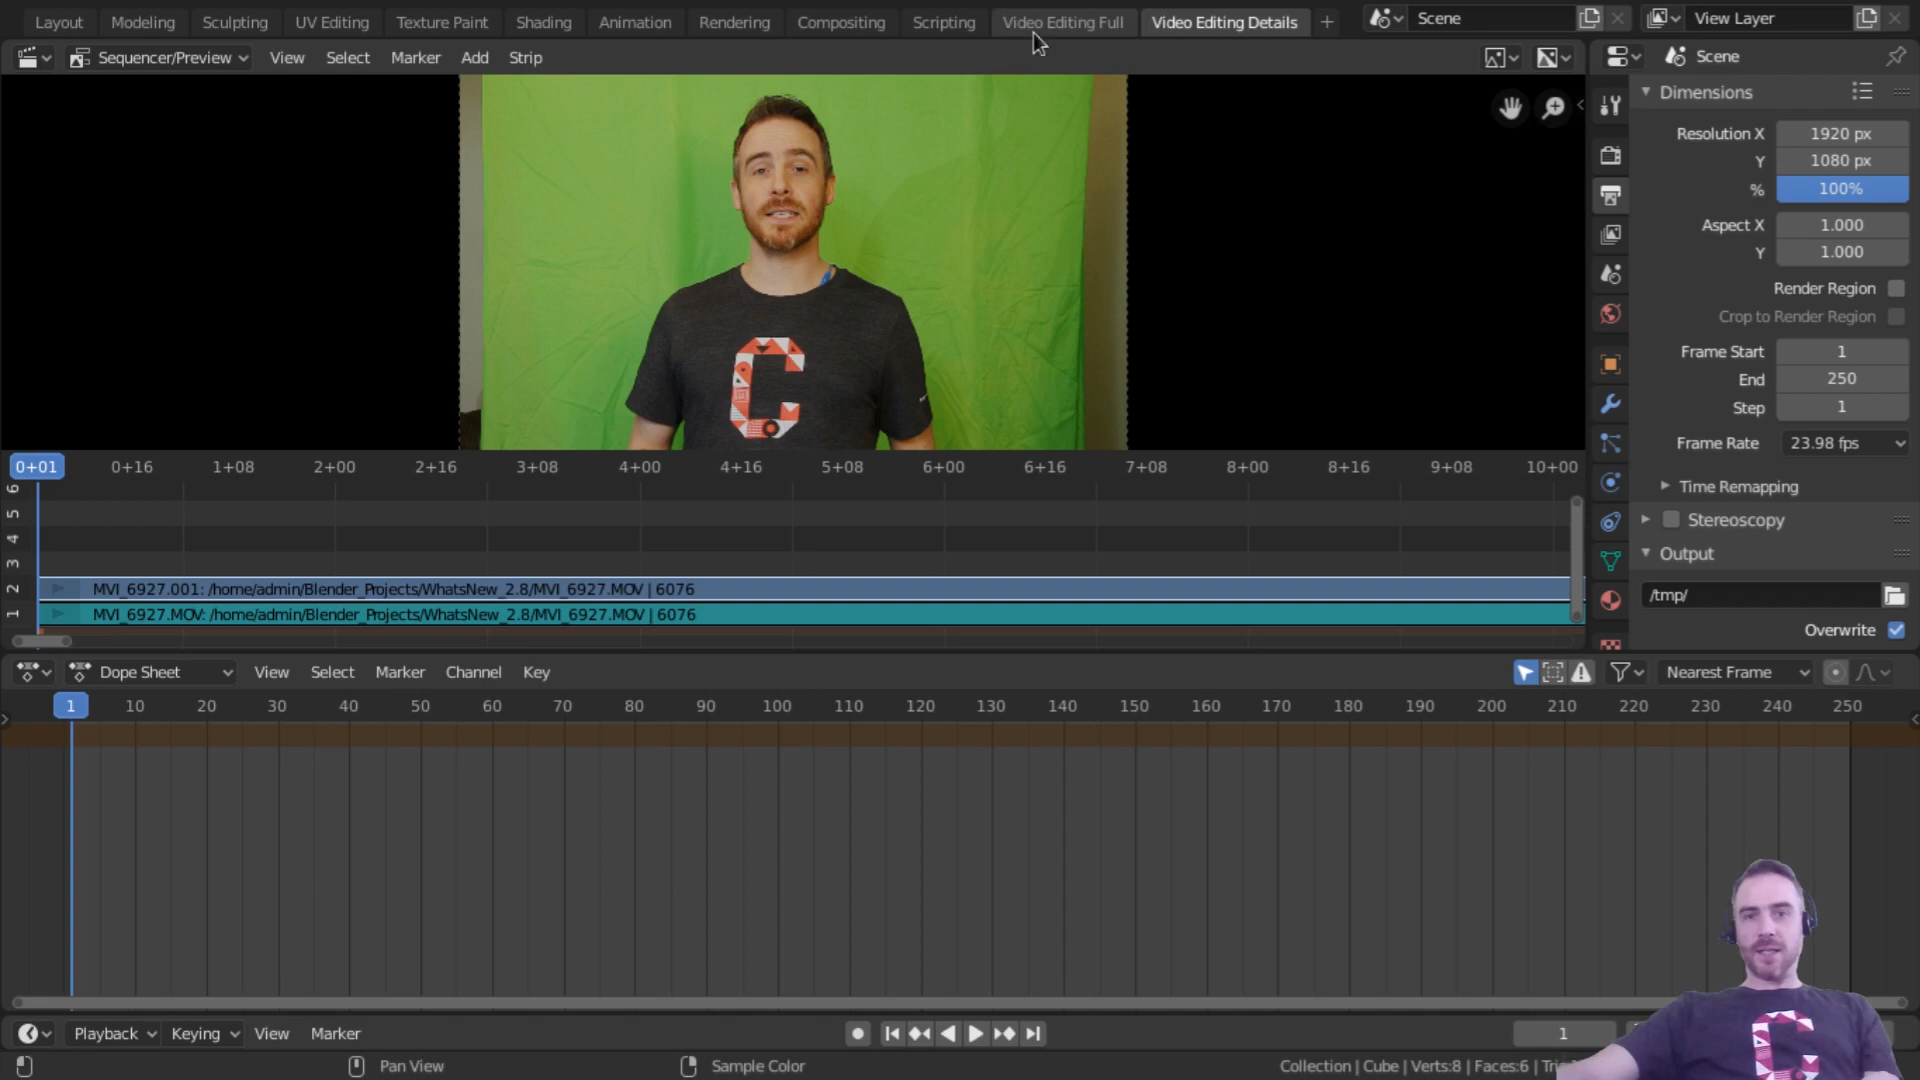 Layout Modeling Sculpting UV Editing Texture Paint Shading Animation Rendering Compositing Scripting Video Editing Full Video Editing Details + Scene View Layer
Sequencer/Preview View Select Marker Add Strip Scene
Dimensions
Resolution X 1920 px
Y 1080 px
% 100%
Aspect X 1.000
Y 1.000
Render Region
Crop to Render Region
Frame Start 1
End 250
Step 1
Frame Rate 23.98 fps
Time Remapping
Stereoscopy
Output
/tmp/
Overwrite
C
0+01 0+16 1+08 2+00 2+16 3+08 4+00 4+16 5+08 6+00 6+16 7+08 8+00 8+16 9+08 10+00
6
5
4
3
2 MVI_6927.001: /home/admin/Blender_Projects/WhatsNew_2.8/MVI_6927.MOV | 6076
1 MVI_6927.MOV: /home/admin/Blender_Projects/WhatsNew_2.8/MVI_6927.MOV | 6076
Dope Sheet View Select Marker Channel Key Nearest Frame
1 10 20 30 40 50 60 70 80 90 100 110 120 130 140 150 160 170 180 190 200 210 220 230 240 250
Playback Keying View Marker 1
Pan View Sample Color Collection | Cube | Verts:8 | Faces:6 |
C